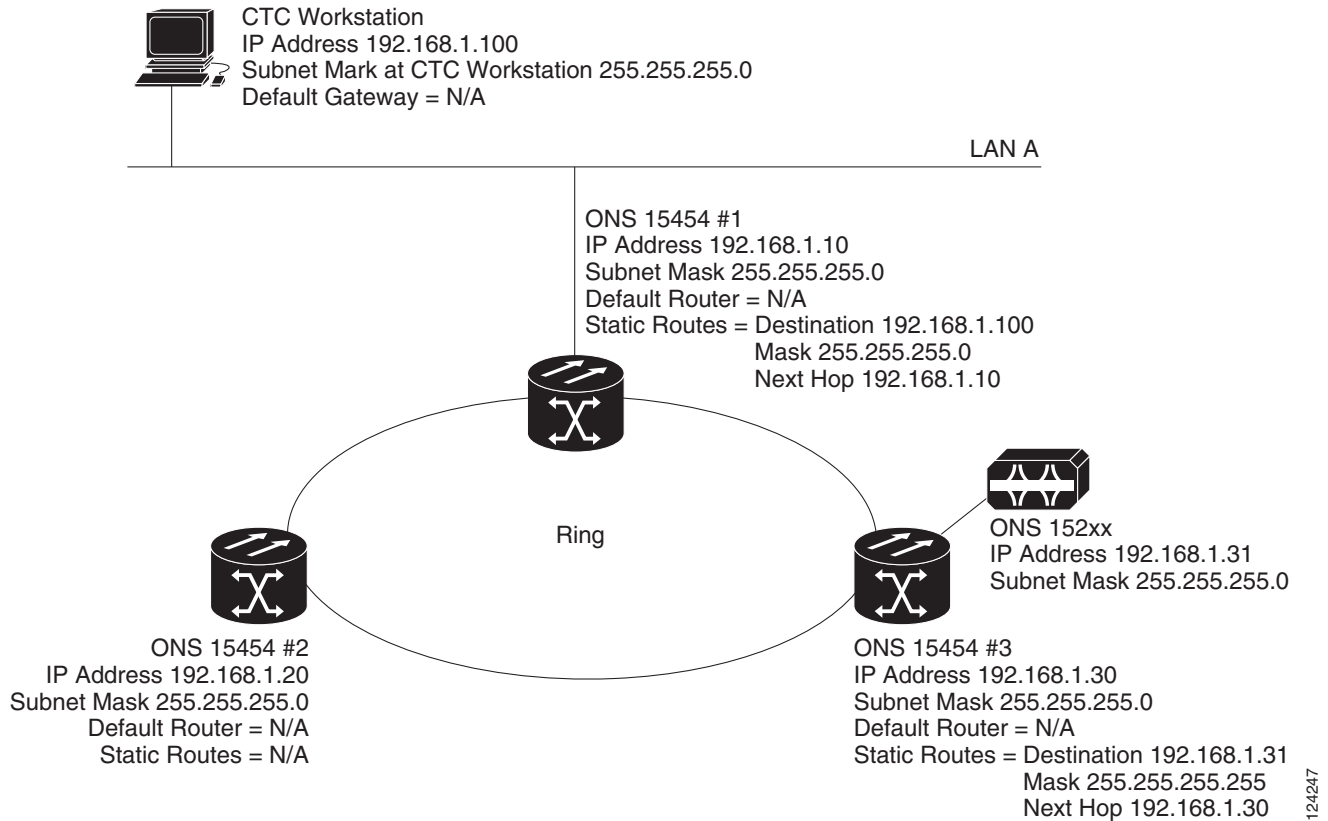 CTC Workstation
IP Address 192.168.1.100
Subnet Mark at CTC Workstation 255.255.255.0
Default Gateway = N/A
LAN A
ONS 15454 #1
IP Address 192.168.1.10
Subnet Mask 255.255.255.0
Default Router = N/A
Static Routes = Destination 192.168.1.100
Mask 255.255.255.0
Next Hop 192.168.1.10
Ring
ONS 152xx
IP Address 192.168.1.31
Subnet Mask 255.255.255.0
ONS 15454 #2
IP Address 192.168.1.20
Subnet Mask 255.255.255.0
Default Router = N/A
Static Routes = N/A
ONS 15454 #3
IP Address 192.168.1.30
Subnet Mask 255.255.255.0
Default Router = N/A
Static Routes = Destination 192.168.1.31
Mask 255.255.255.255
Next Hop 192.168.1.30
124247